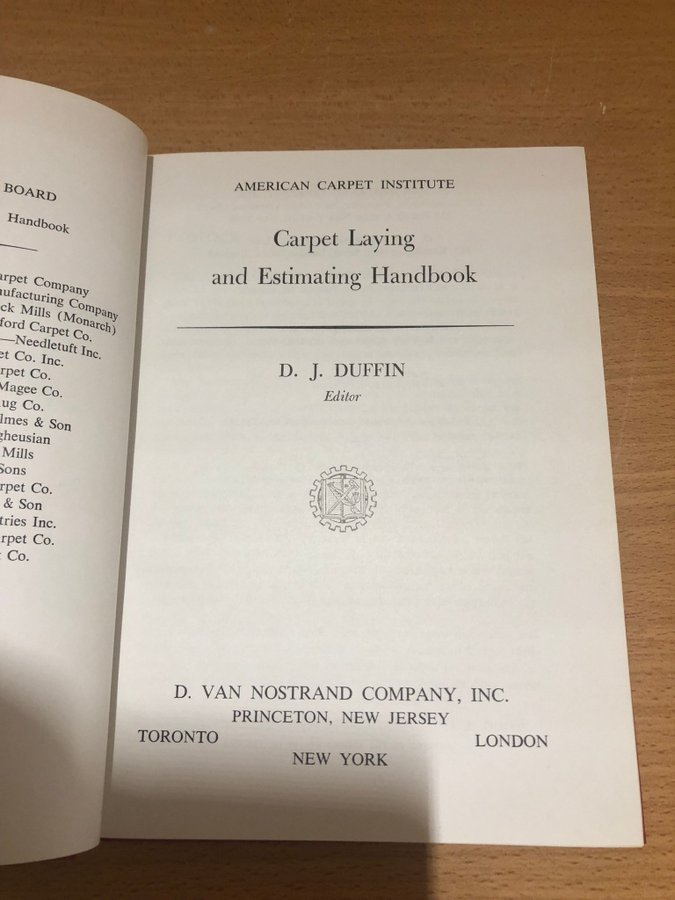 BOARD
Handbook
arpet Company
nufacturing Company
ck Mills (Monarch)
ford Carpet Co.
—Needletuft Inc.
et Co. Inc.
rpet Co.
Magee Co.
ug Co.
lmes & Son
gheusian
Mills
Sons
rpet Co.
& Son
tries Inc.
rpet Co.
t Co.
AMERICAN CARPET INSTITUTE
Carpet Laying
and Estimating Handbook
D. J. DUFFIN
Editor
D. VAN NOSTRAND COMPANY, INC.
PRINCETON, NEW JERSEY
TORONTO LONDON
NEW YORK